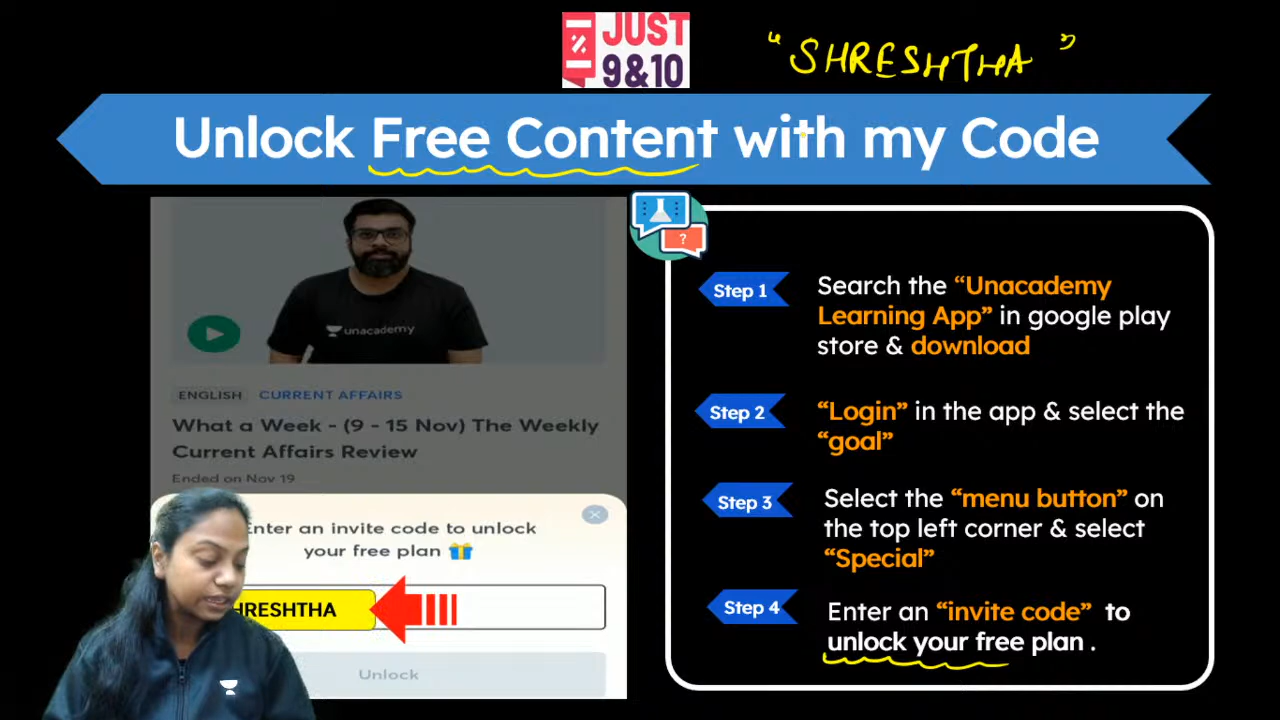 JUST
9&10
"SHRESHTHA"
Unlock Free Content with my Code
unacademy
ENGLISH CURRENT AFFAIRS
What a Week - (9 - 15 Nov) The Weekly
Current Affairs Review
Ended on Nov 19
Enter an invite code to unlock
your free plan
HRESHTHA
Unlock
?
Step 1
Search the “Unacademy
Learning App” in google play
store & download
Step 2
“Login” in the app & select the
“goal”
Step 3
Select the “menu button” on
the top left corner & select
“Special”
Step 4
Enter an “invite code” to
unlock your free plan .